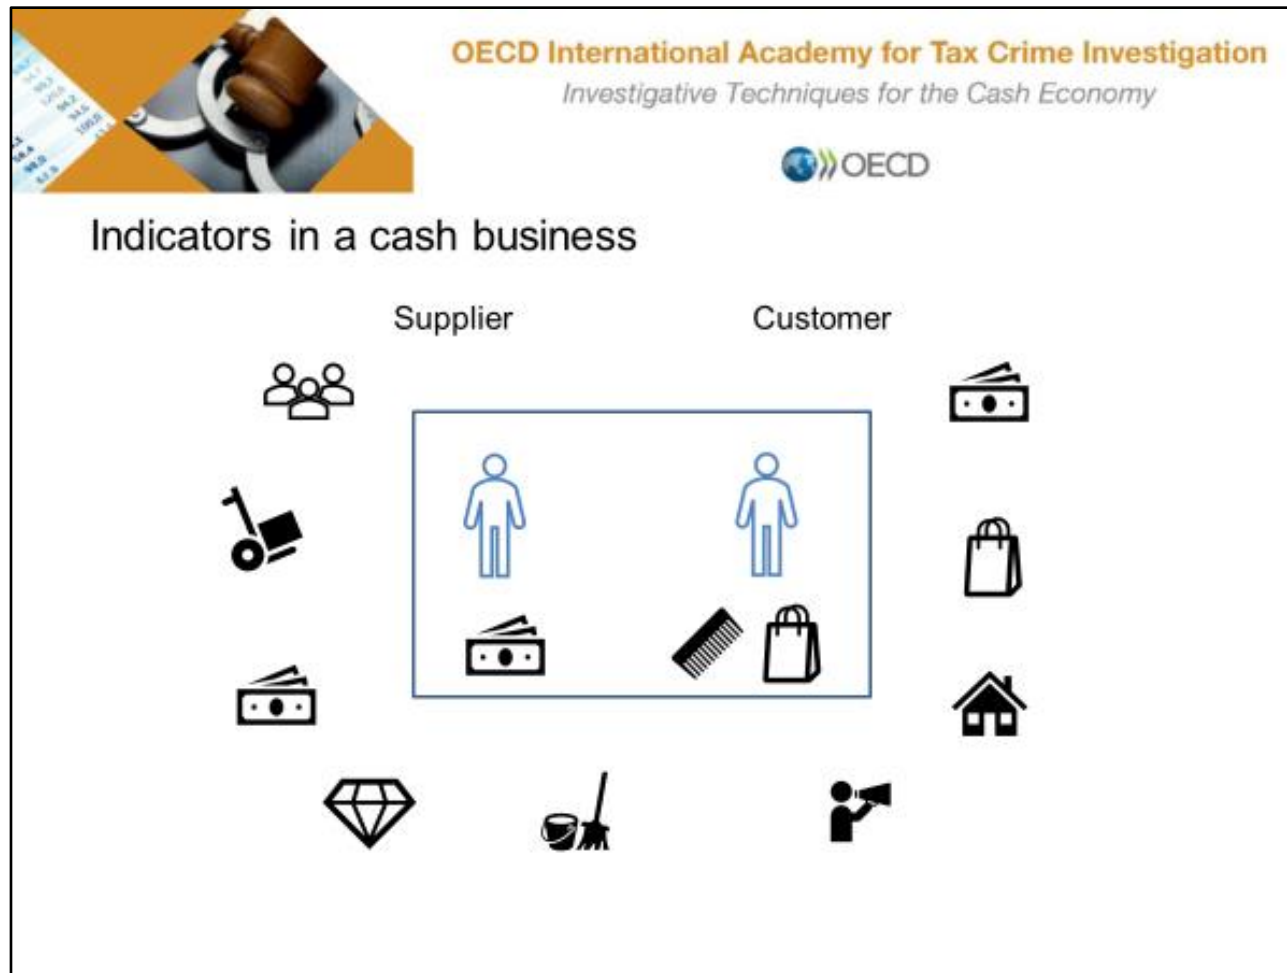 OECD International Academy for Tax Crime Investigation
Investigative Techniques for the Cash Economy
OECD
Indicators in a cash business
Supplier Customer